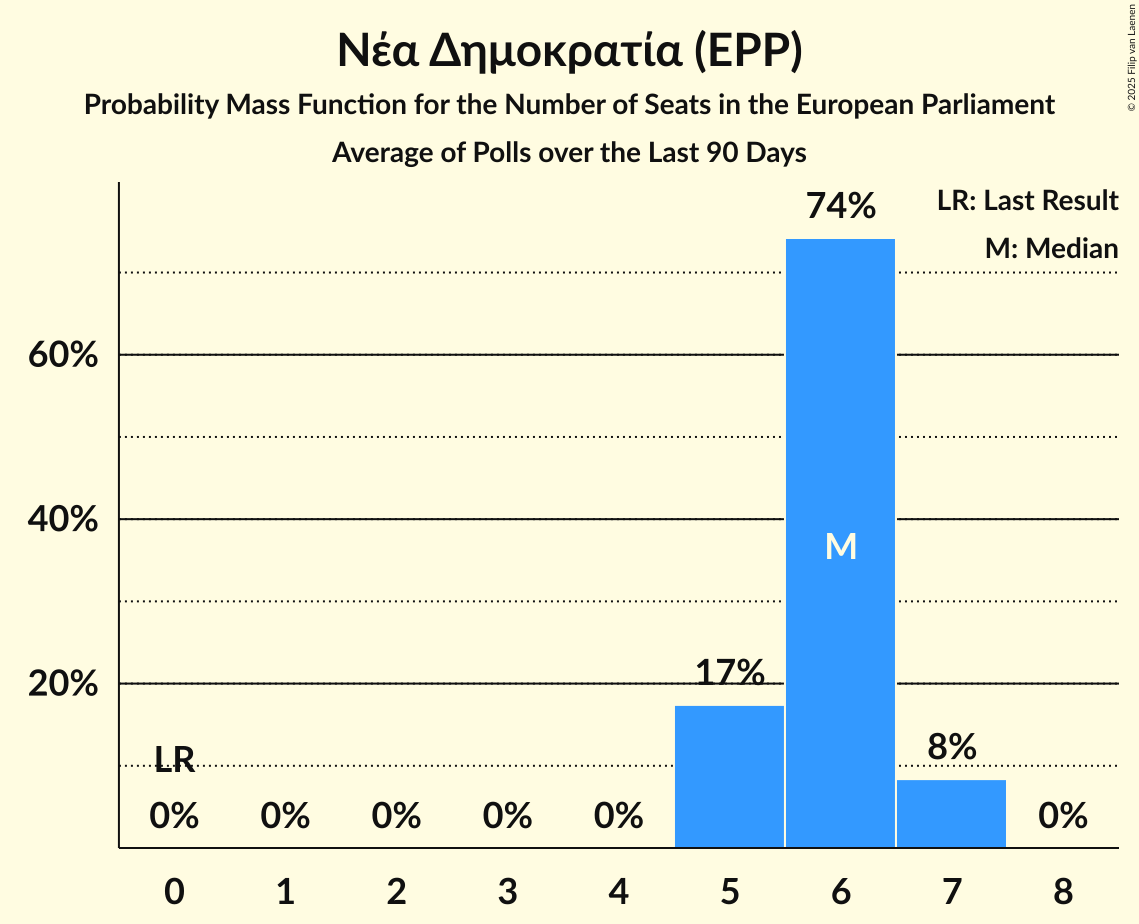 Νέα Δημοκρατία (EPP)
Probability Mass Function for the Number of Seats in the European Parliament
Average of Polls over the Last 90 Days
© 2025 Filip van Laenen
LR: Last Result
M: Median
74%
60%
40%
M
20%
17%
8%
LR
0% 0% 0% 0% 0% 0%
0 1 2 3 4 5 6 7 8